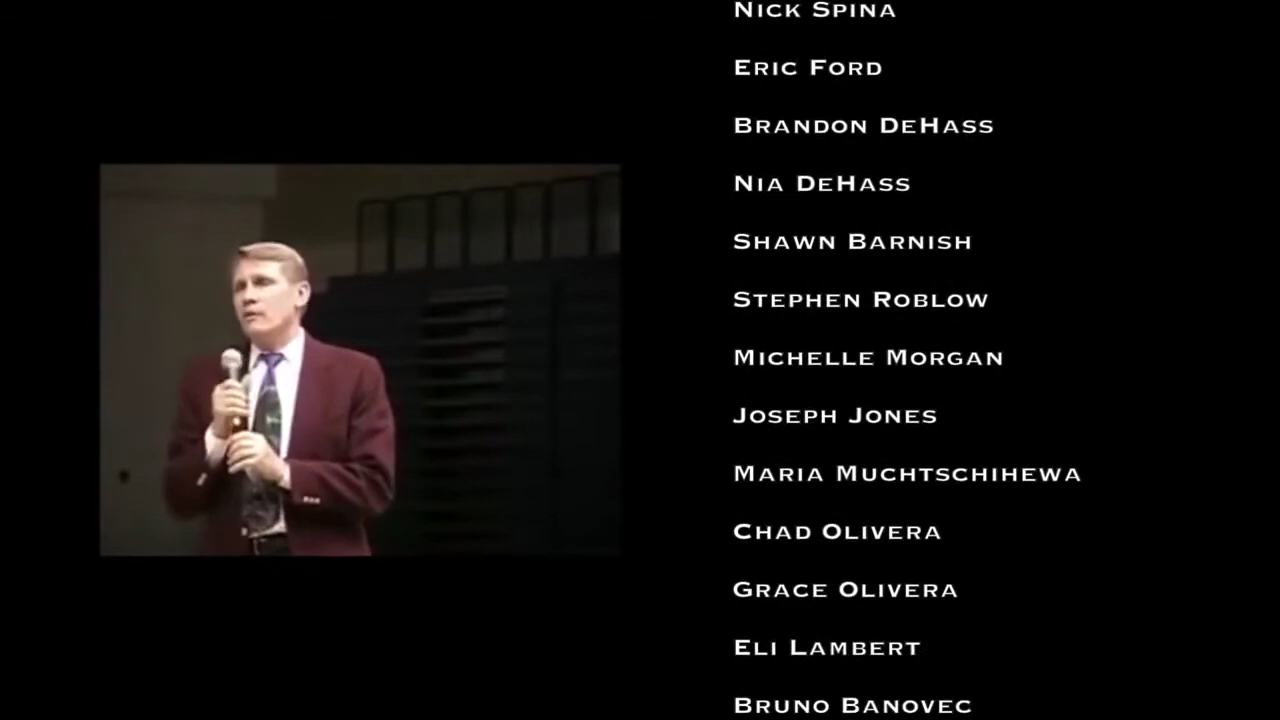 Nick Spina
Eric Ford
Brandon DeHass
Nia DeHass
Shawn Barnish
Stephen Roblow
Michelle Morgan
Joseph Jones
Maria Muchtschihewa
Chad Olivera
Grace Olivera
Eli Lambert
Bruno Banovec